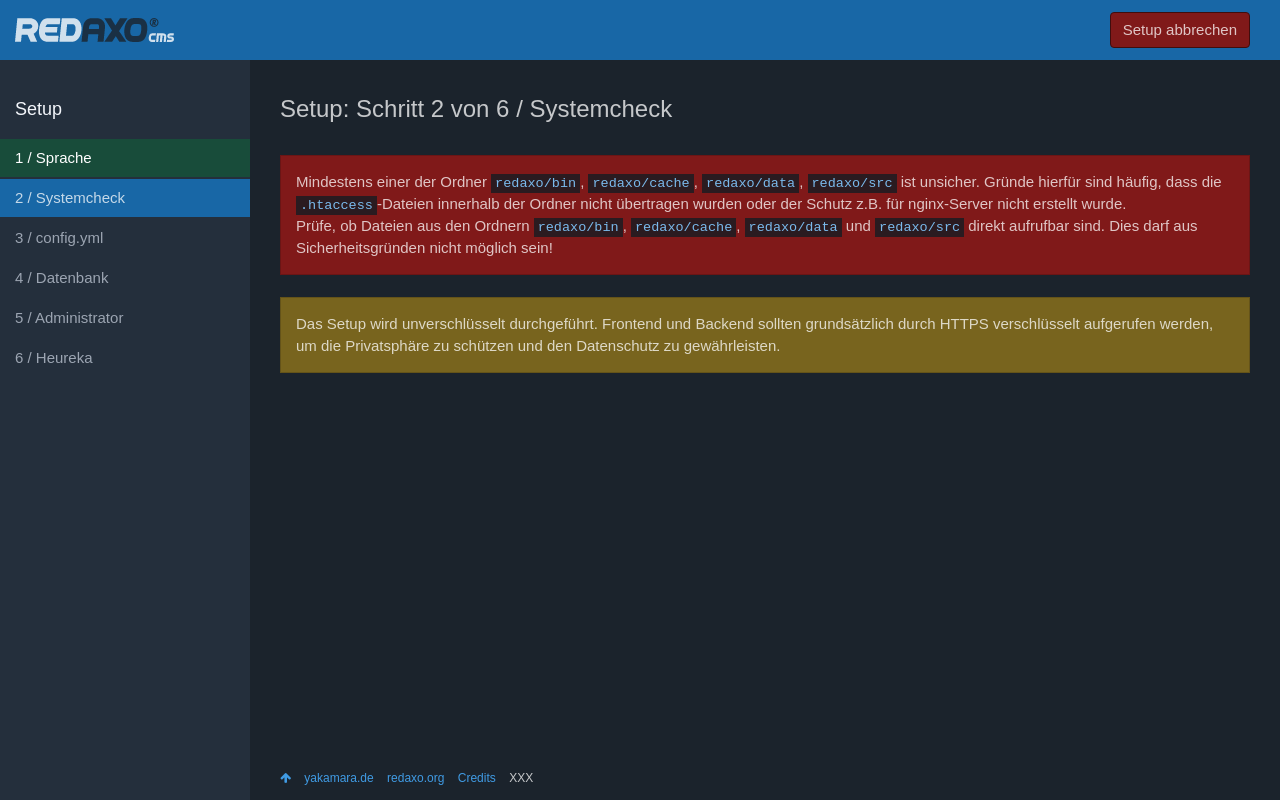 REDAXO® cms
Setup abbrechen
Setup
1 / Sprache
2 / Systemcheck
3 / config.yml
4 / Datenbank
5 / Administrator
6 / Heureka
Setup: Schritt 2 von 6 / Systemcheck
Mindestens einer der Ordner redaxo/bin, redaxo/cache, redaxo/data, redaxo/src ist unsicher. Gründe hierfür sind häufig, dass die
.htaccess-Dateien innerhalb der Ordner nicht übertragen wurden oder der Schutz z.B. für nginx-Server nicht erstellt wurde.
Prüfe, ob Dateien aus den Ordnern redaxo/bin, redaxo/cache, redaxo/data und redaxo/src direkt aufrufbar sind. Dies darf aus
Sicherheitsgründen nicht möglich sein!
Das Setup wird unverschlüsselt durchgeführt. Frontend und Backend sollten grundsätzlich durch HTTPS verschlüsselt aufgerufen werden,
um die Privatsphäre zu schützen und den Datenschutz zu gewährleisten.
yakamara.de redaxo.org Credits XXX